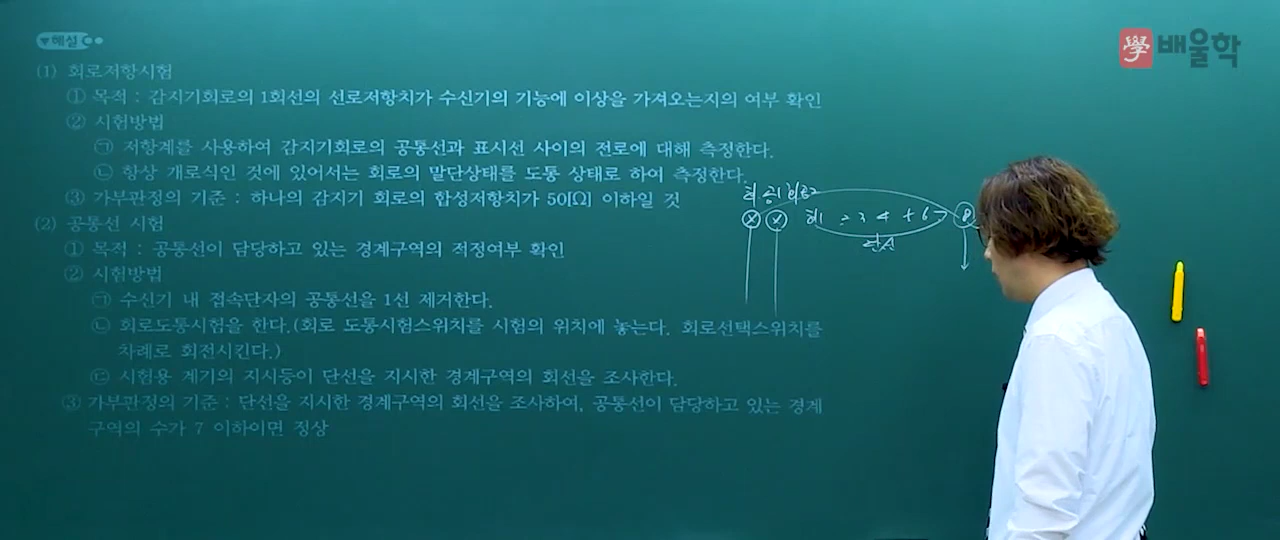 學 배울학
▼해설
(1) 회로저항시험
① 목적 : 감지기회로의 1회선의 선로저항치가 수신기의 기능에 이상을 가져오는지의 여부 확인
② 시험방법
㉠ 저항계를 사용하여 감지기회로의 공통선과 표시선 사이의 전로에 대해 측정한다.
㉡ 항상 개로식인 것에 있어서는 회로의 말단상태를 도통 상태로 하여 측정한다.
③ 가부판정의 기준 : 하나의 감지기 회로의 합성저항치가 50[Ω] 이하일 것
(2) 공통선 시험
① 목적 : 공통선이 담당하고 있는 경계구역의 적정여부 확인
② 시험방법
㉠ 수신기 내 접속단자의 공통선을 1선 제거한다.
㉡ 회로도통시험을 한다.(회로 도통시험스위치를 시험의 위치에 놓는다. 회로선택스위치를
차례로 회전시킨다.)
㉢ 시험용 계기의 지시등이 단선을 지시한 경계구역의 회선을 조사한다.
③ 가부판정의 기준 : 단선을 지시한 경계구역의 회선을 조사하여, 공통선이 담당하고 있는 경계
구역의 수가 7 이하이면 정상
회1 = 3 4 + 6 7 8
단선